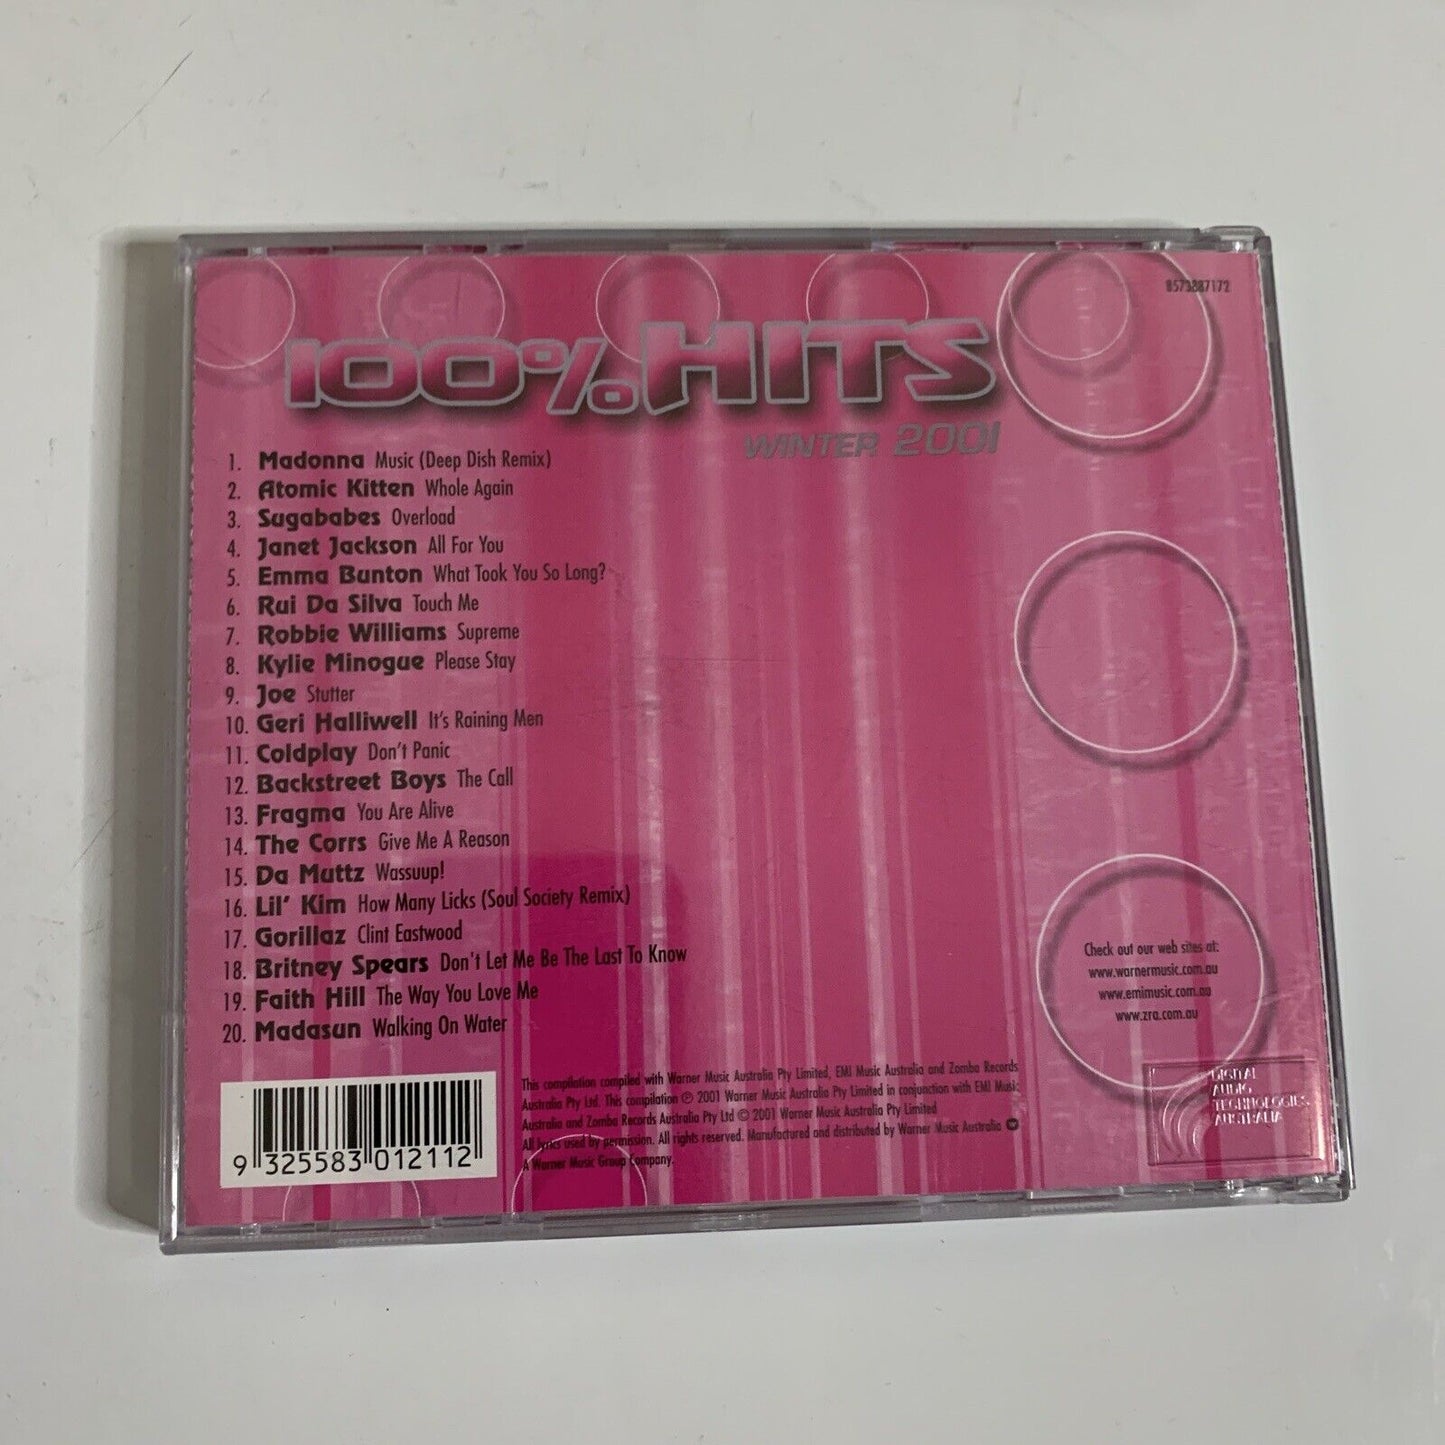 8573887172
100% HITS
WINTER 2001
1. Madonna Music (Deep Dish Remix)
2. Atomic Kitten Whole Again
3. Sugababes Overload
4. Janet Jackson All For You
5. Emma Bunton What Took You So Long?
6. Rui Da Silva Touch Me
7. Robbie Williams Supreme
8. Kylie Minogue Please Stay
9. Joe Stutter
10. Geri Halliwell It's Raining Men
11. Coldplay Don't Panic
12. Backstreet Boys The Call
13. Fragma You Are Alive
14. The Corrs Give Me A Reason
15. Da Muttz Wassuup!
16. Lil' Kim How Many Licks (Soul Society Remix)
17. Gorillaz Clint Eastwood
18. Britney Spears Don't Let Me Be The Last To Know
19. Faith Hill The Way You Love Me
20. Madasun Walking On Water
Check out our web sites at:
www.warnermusic.com.au
www.emimusic.com.au
www.zra.com.au
This compilation compiled with Warner Music Australia Pty Limited, EMI Music Australia and Zomba Records
Australia Pty Ltd. This compilation ℗ 2001 Warner Music Australia Pty Limited in conjunction with EMI Music
Australia and Zomba Records Australia Pty Ltd © 2001 Warner Music Australia Pty Limited
All lyrics used by permission. All rights reserved. Manufactured and distributed by Warner Music Australia
A Warner Music Group Company.
9 325583 012112
DIGITAL
AUDIO
TECHNOLOGIES
AUSTRALIA